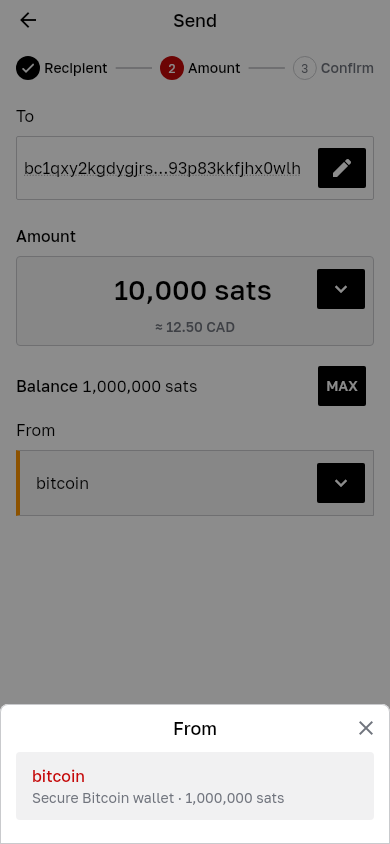 Send
Recipient
2 Amount
3 Confirm
To
bc1qxy2kgdygjrs...93p83kkfjhx0wlh
Amount
10,000 sats
≈ 12.50 CAD
Balance 1,000,000 sats
MAX
From
bitcoin
From
bitcoin
Secure Bitcoin wallet · 1,000,000 sats